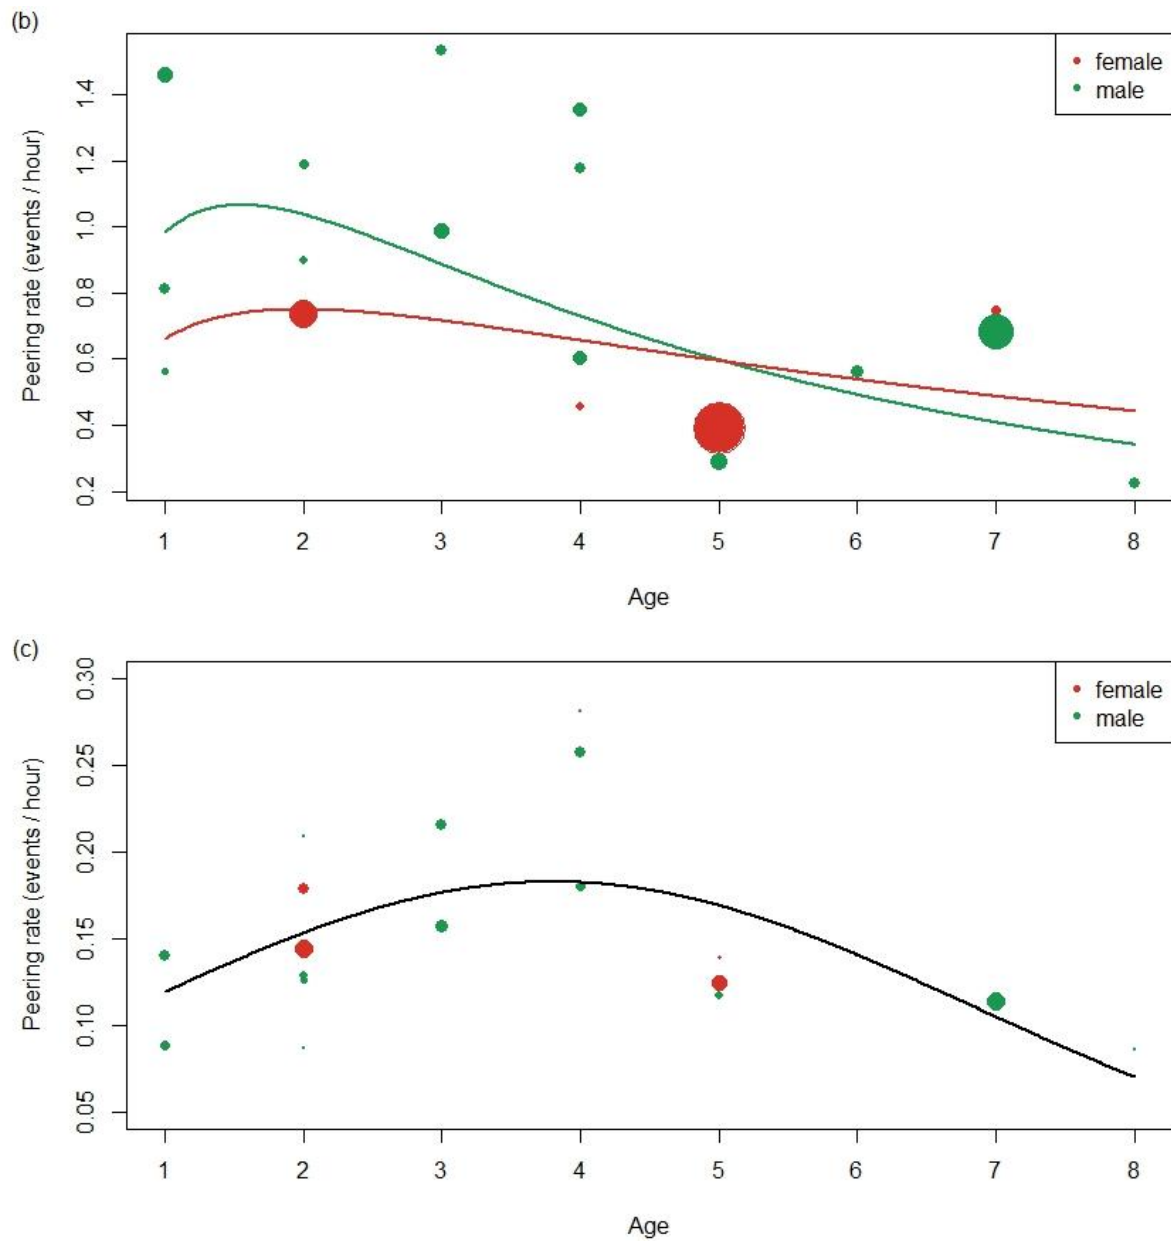 (b)
Peering rate (events / hour)
1.4
1.2
1.0
0.8
0.6
0.4
0.2
female
male
1 2 3 4 5 6 7 8
Age
(c)
Peering rate (events / hour)
0.30
0.25
0.20
0.15
0.10
0.05
female
male
1 2 3 4 5 6 7 8
Age